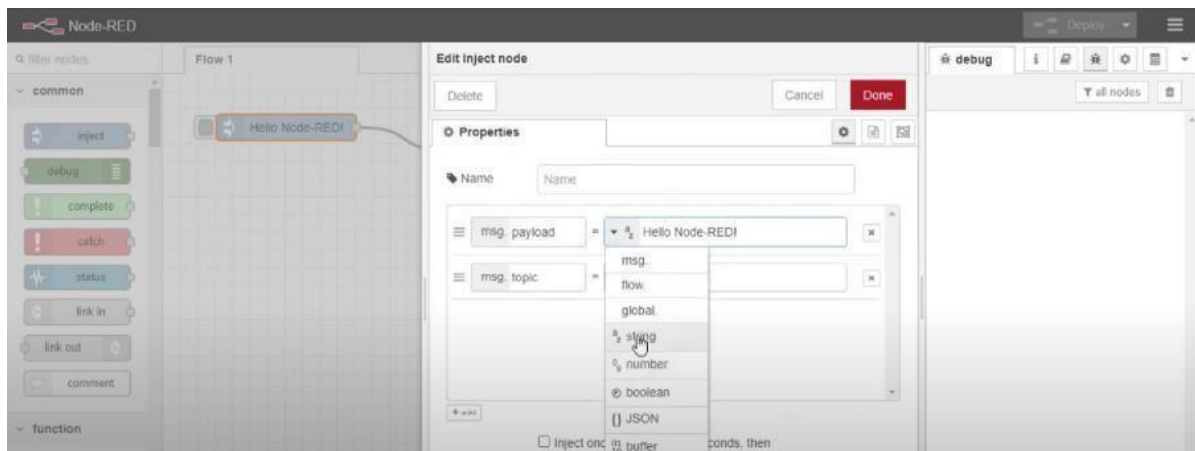 Node-RED
Deploy
filter nodes
Flow 1
Edit inject node
debug
common
Delete
Cancel
Done
all nodes
inject
Hello Node-RED!
Properties
debug
Name
Name
complete
msg. payload
=
Hello Node-RED!
catch
msg.
status
msg. topic
=
flow.
link in
global.
string
link out
number
comment
boolean
add
{} JSON
function
Inject onc
buffer
conds, then